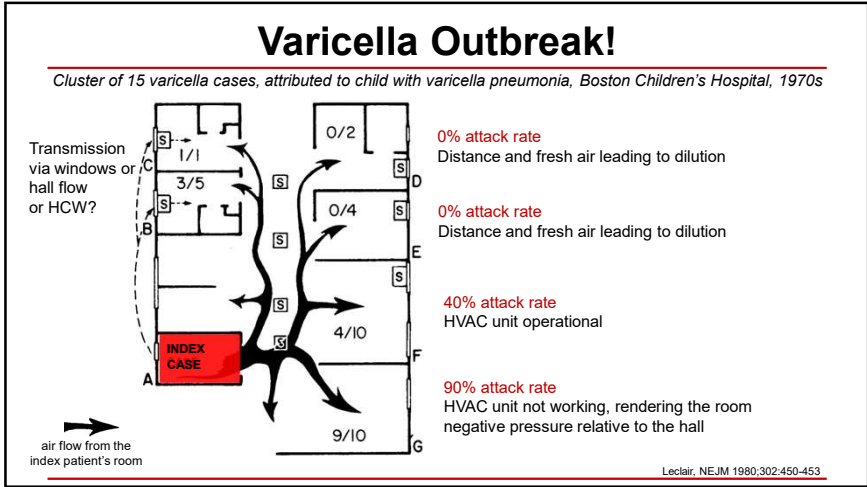 Varicella Outbreak!
Cluster of 15 varicella cases, attributed to child with varicella pneumonia, Boston Children's Hospital, 1970s
Transmission
via windows or
hall flow
or HCW?
S
1/1
C
3/5
S
B
INDEX
CASE
A
air flow from the
index patient's room
S
S
S
S
0/2
S
D
0/4
S
E
S
4/10
F
9/10
G
0% attack rate
Distance and fresh air leading to dilution
0% attack rate
Distance and fresh air leading to dilution
40% attack rate
HVAC unit operational
90% attack rate
HVAC unit not working, rendering the room
negative pressure relative to the hall
Leclair, NEJM 1980;302:450-453